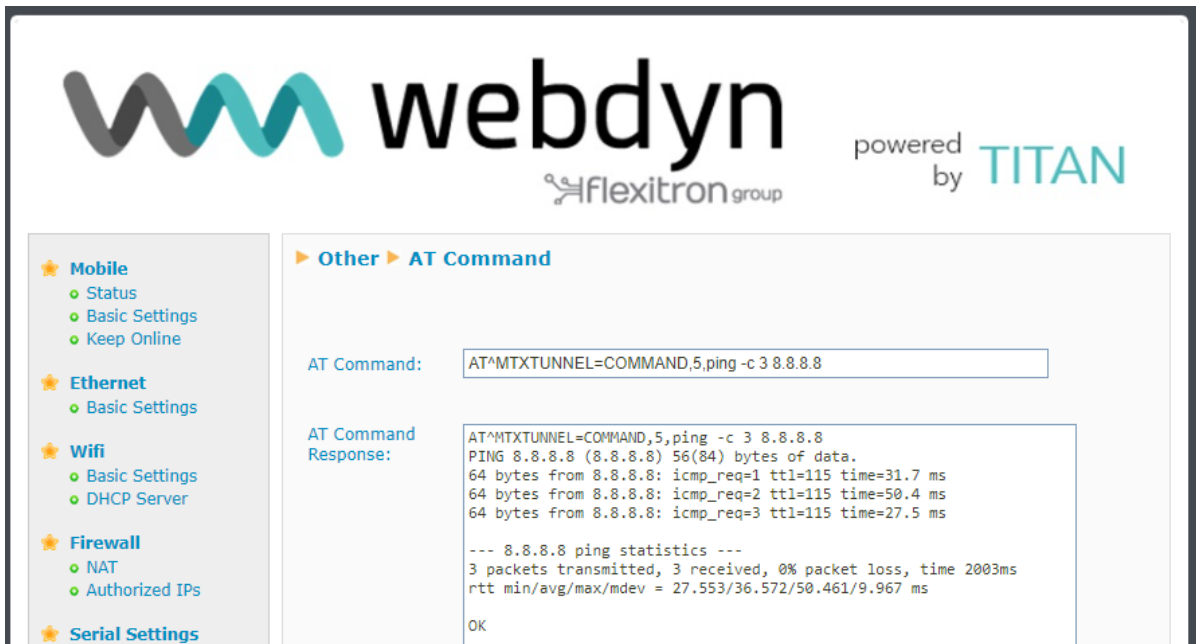 webdyn
flexitron group
powered
by TITAN
Mobile
Status
Basic Settings
Keep Online
Ethernet
Basic Settings
Wifi
Basic Settings
DHCP Server
Firewall
NAT
Authorized IPs
Serial Settings
Other AT Command
AT Command: AT^MTXTUNNEL=COMMAND,5,ping -c 3 8.8.8.8
AT Command
Response:
AT^MTXTUNNEL=COMMAND,5,ping -c 3 8.8.8.8
PING 8.8.8.8 (8.8.8.8) 56(84) bytes of data.
64 bytes from 8.8.8.8: icmp_req=1 ttl=115 time=31.7 ms
64 bytes from 8.8.8.8: icmp_req=2 ttl=115 time=50.4 ms
64 bytes from 8.8.8.8: icmp_req=3 ttl=115 time=27.5 ms
--- 8.8.8.8 ping statistics ---
3 packets transmitted, 3 received, 0% packet loss, time 2003ms
rtt min/avg/max/mdev = 27.553/36.572/50.461/9.967 ms
OK